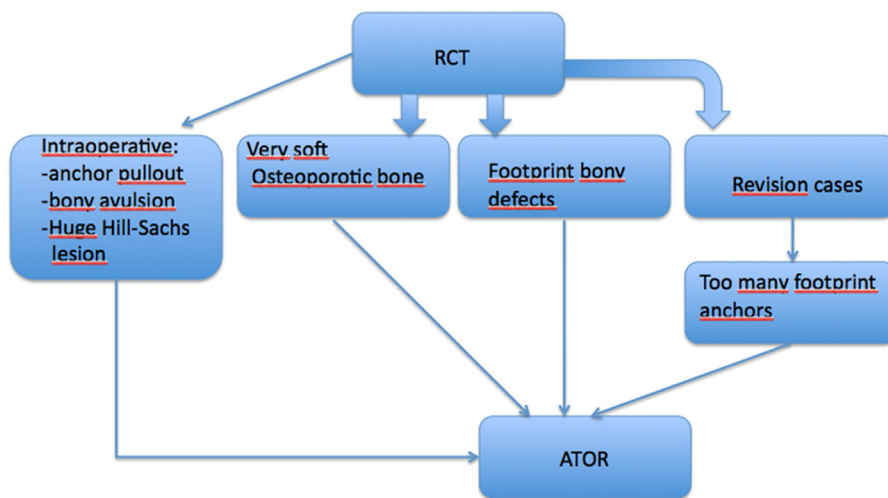 RCT
Intraoperative:
-anchor pullout
-bony avulsion
-Huge Hill-Sachs
lesion
Very soft
Osteoporotic bone
Footprint bony
defects
Revision cases
Too many footprint
anchors
ATOR